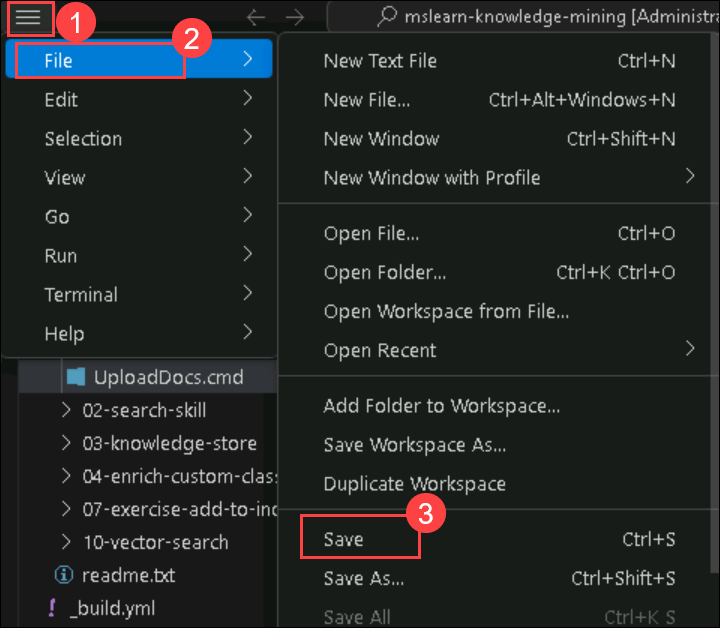 1
mslearn-knowledge-mining [Administra
2
File
Edit
Selection
View
Go
Run
Terminal
Help
New Text File Ctrl+N
New File... Ctrl+Alt+Windows+N
New Window Ctrl+Shift+N
New Window with Profile
Open File... Ctrl+O
Open Folder... Ctrl+K Ctrl+O
Open Workspace from File...
Open Recent
Add Folder to Workspace...
Save Workspace As...
Duplicate Workspace
3
Save Ctrl+S
Save As... Ctrl+Shift+S
Save All Ctrl+K S
UploadDocs.cmd
02-search-skill
03-knowledge-store
04-enrich-custom-clas
07-exercise-add-to-in
10-vector-search
readme.txt
_build.yml